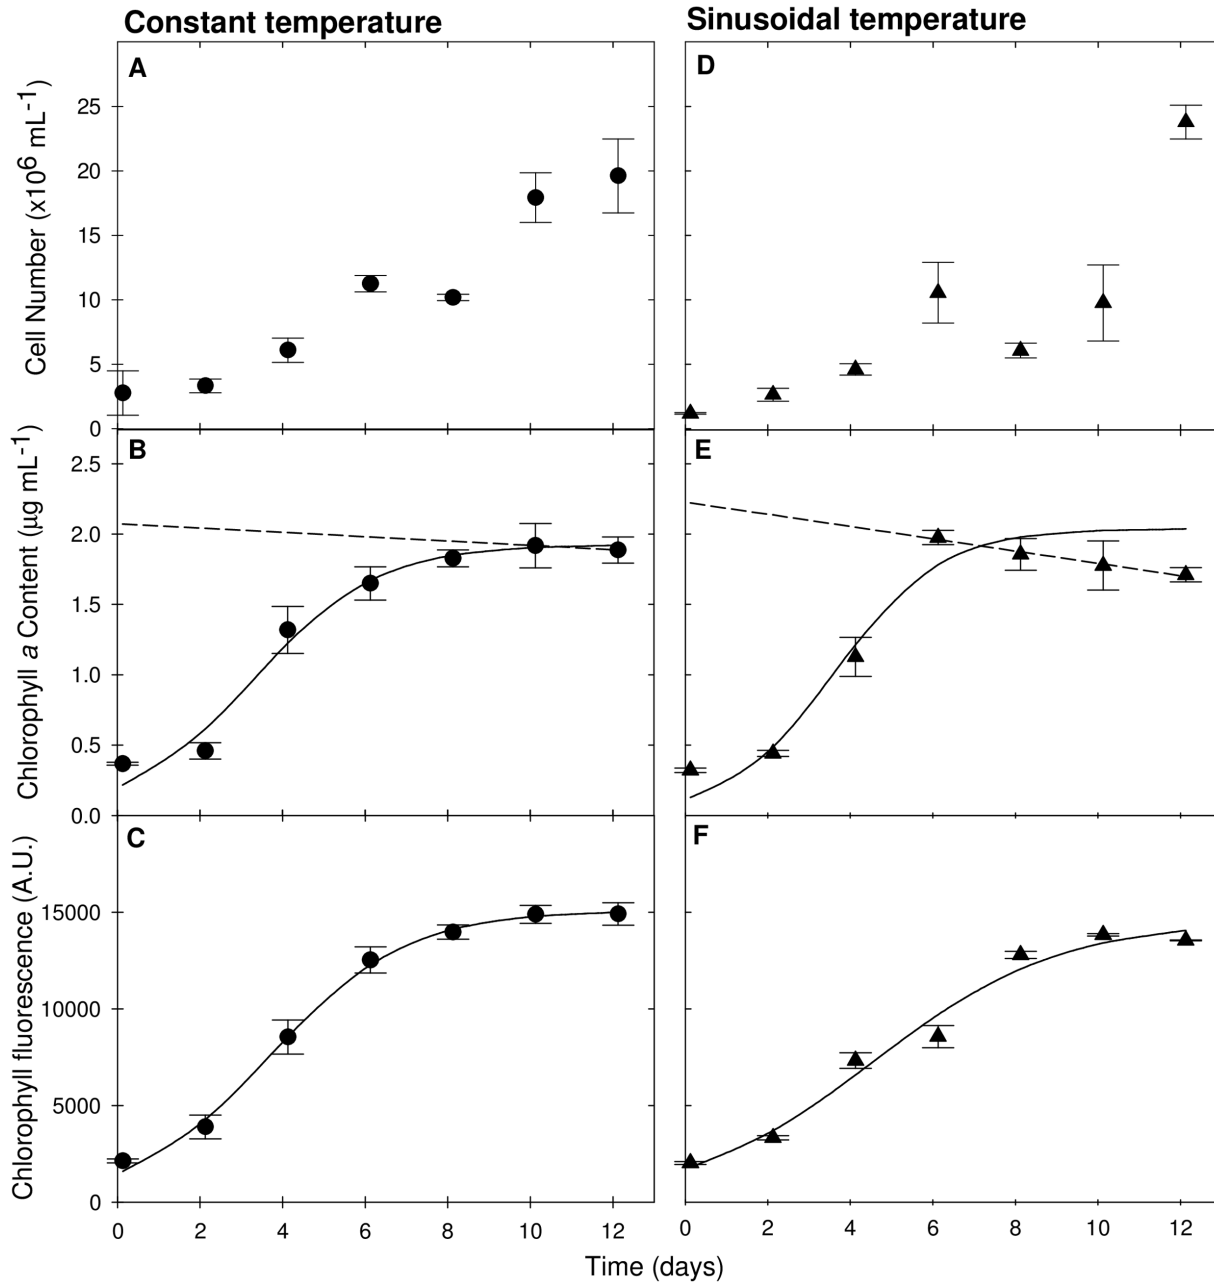 Constant temperature
Sinusoidal temperature
A
D
Cell Number (x10⁶ mL⁻¹)
25
20
15
10
5
0
B
E
Chlorophyll a Content (µg mL⁻¹)
2.5
2.0
1.5
1.0
0.5
0.0
C
F
Chlorophyll fluorescence (A.U.)
15000
10000
5000
0
0 2 4 6 8 10 12
0 2 4 6 8 10 12
Time (days)